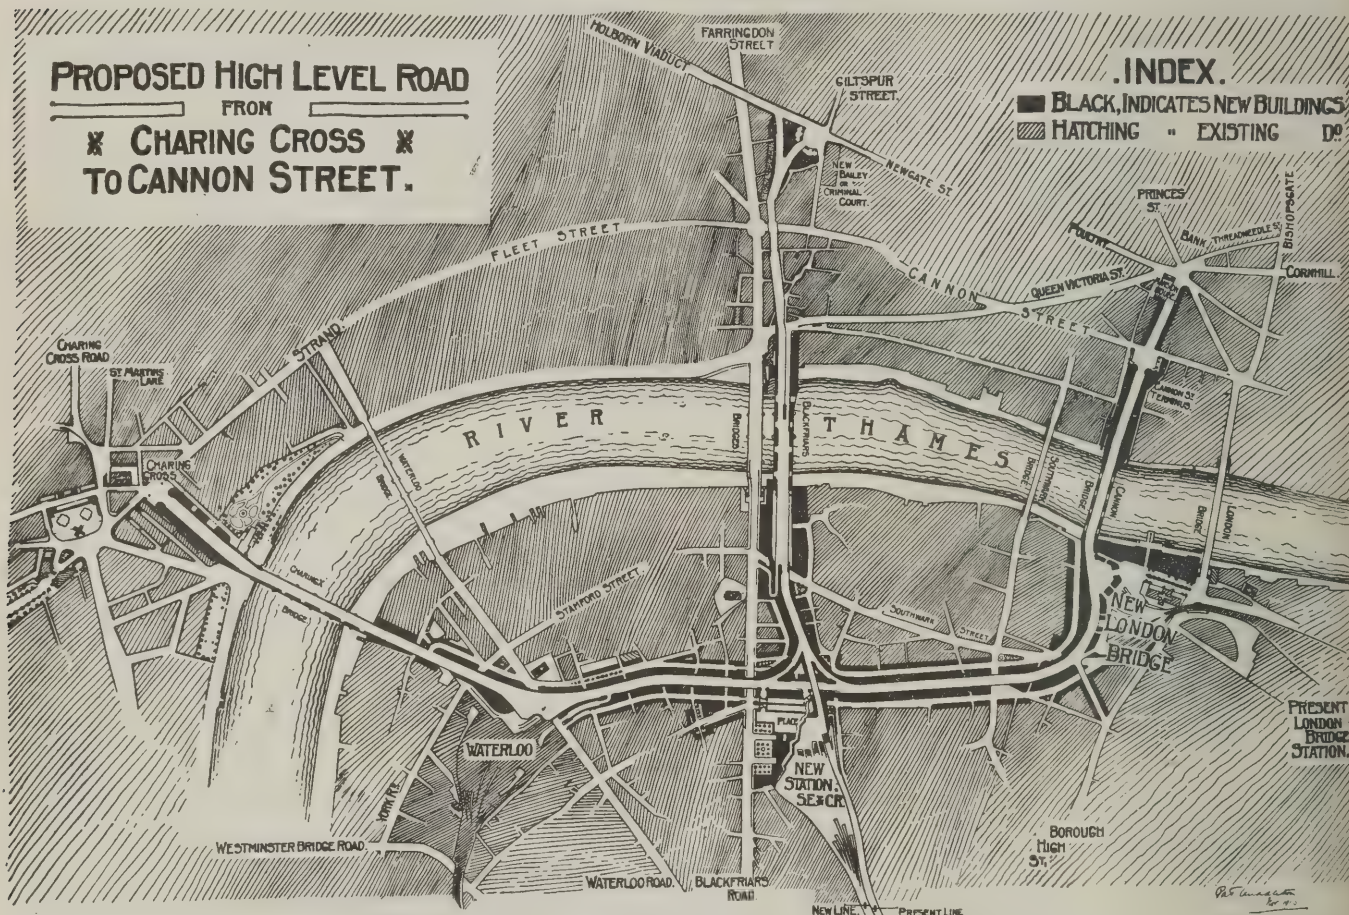 PROPOSED HIGH LEVEL ROAD
FROM
CHARING CROSS
TO CANNON STREET.
.INDEX.
BLACK, INDICATES NEW BUILDINGS
HATCHING " EXISTING Dº
HOLBORN VIADUCT
FARRINGDON
STREET
GILTSPUR
STREET.
NEW
BAILEY
OR
CRIMINAL
COURT.
NEWGATE ST.
PRINCES
ST.
BISHOPSGATE
POULTRY
BANK
THREADNEEDLE ST.
CORNHILL.
FLEET STREET
CANNON
STREET
QUEEN VICTORIA ST.
STRAND.
CHARING
CROSS ROAD
ST. MARTINS
LANE
CANNON ST.
TERMINUS.
RIVER
THAMES
BRIDGES
BLACKFRIARS
WATERLOO
BRIDGE
SOUTHWARK
BRIDGE
CANNON
BRIDGE
LONDON
BRIDGE
CHARING
CROSS
CHARING
BRIDGE
STAMFORD STREET.
SOUTHWARK
STREET
NEW
LONDON
BRIDGE
PRESENT
LONDON
BRIDGE
STATION.
WATERLOO
PLACE
NEW
STATION.
S.E & C.R.
YORK Rd.
WESTMINSTER BRIDGE ROAD.
WATERLOO ROAD.
BLACKFRIARS
ROAD.
BOROUGH
HIGH
ST.
NEW LINE.
PRESENT LINE.